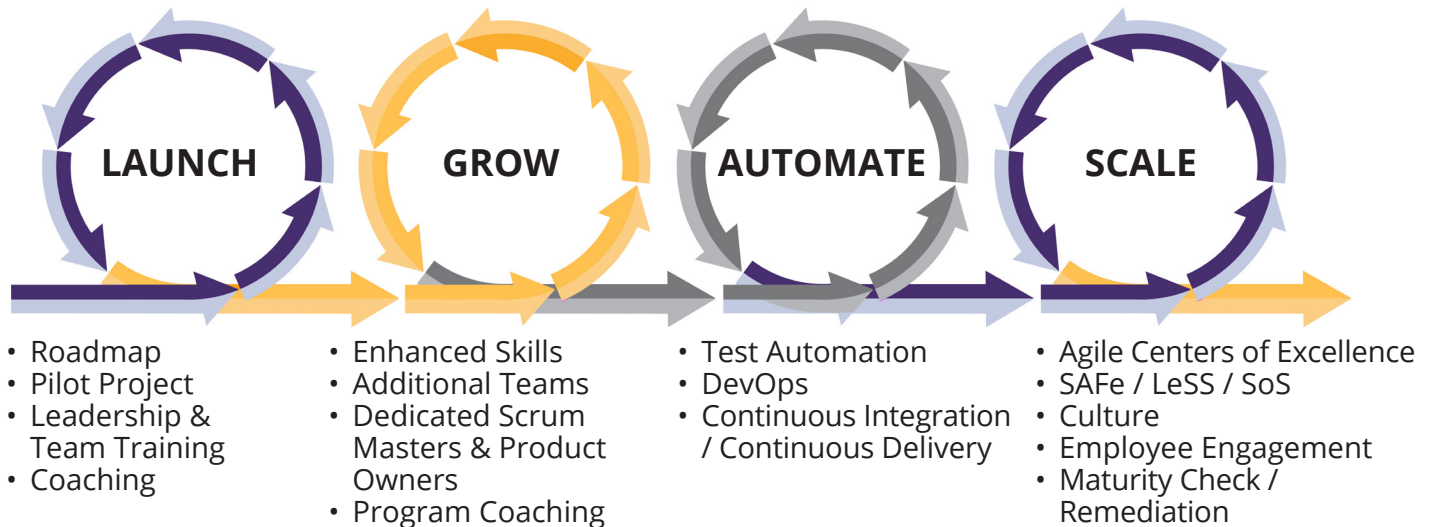 LAUNCH
• Roadmap
• Pilot Project
• Leadership &
Team Training
• Coaching
GROW
• Enhanced Skills
• Additional Teams
• Dedicated Scrum
Masters & Product
Owners
• Program Coaching
AUTOMATE
• Test Automation
• DevOps
• Continuous Integration
/ Continuous Delivery
SCALE
• Agile Centers of Excellence
• SAFe / LeSS / SoS
• Culture
• Employee Engagement
• Maturity Check /
Remediation